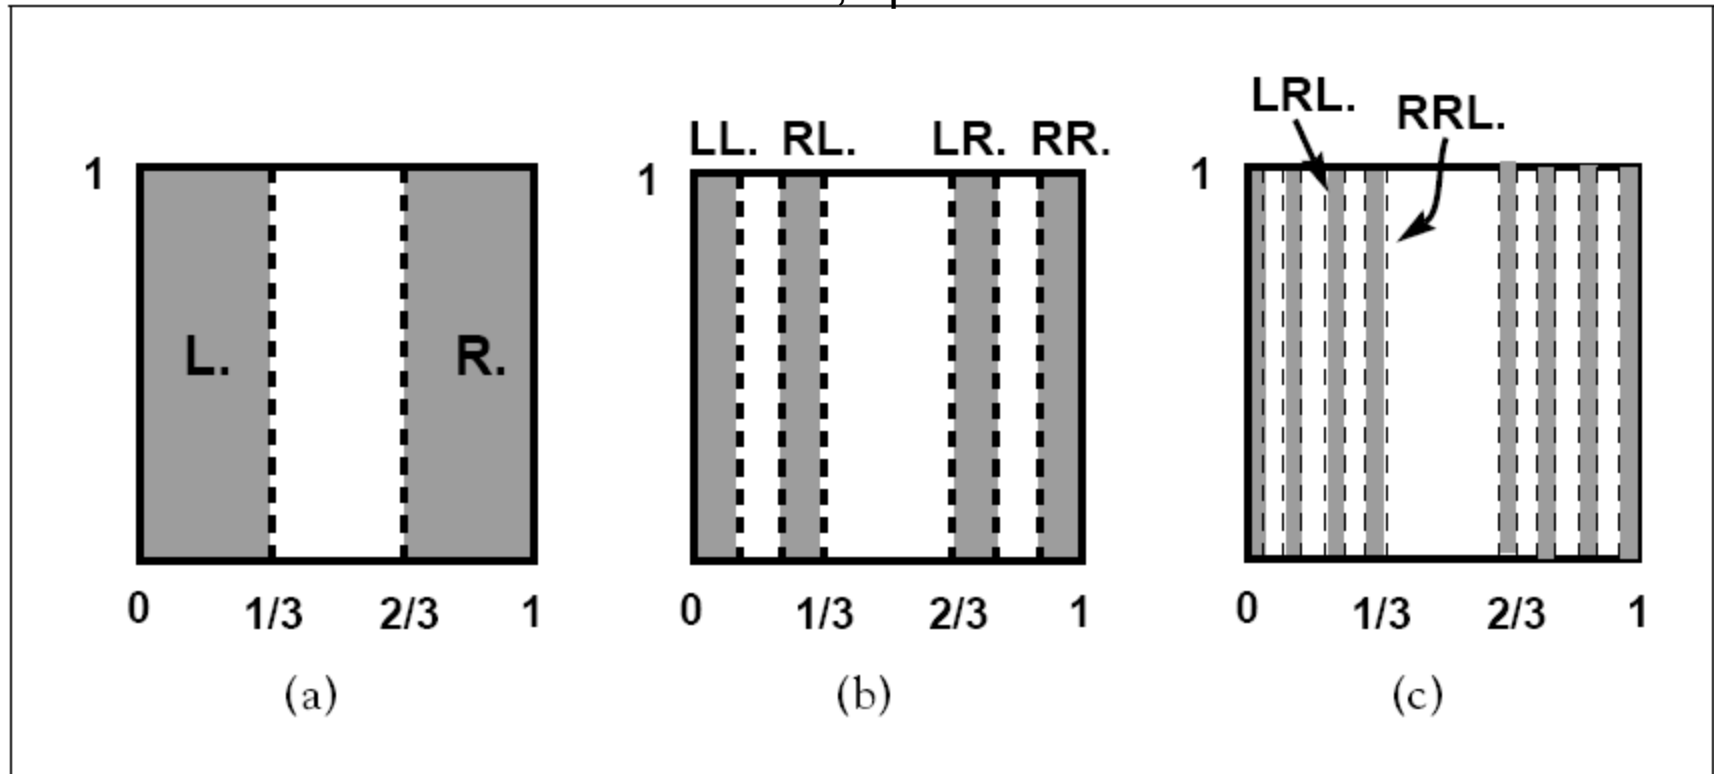 LRL.
RRL.
LL. RL. LR. RR.
1
1
1
L. R.
0 1/3 2/3 1
0 1/3 2/3 1
0 1/3 2/3 1
(a)
(b)
(c)